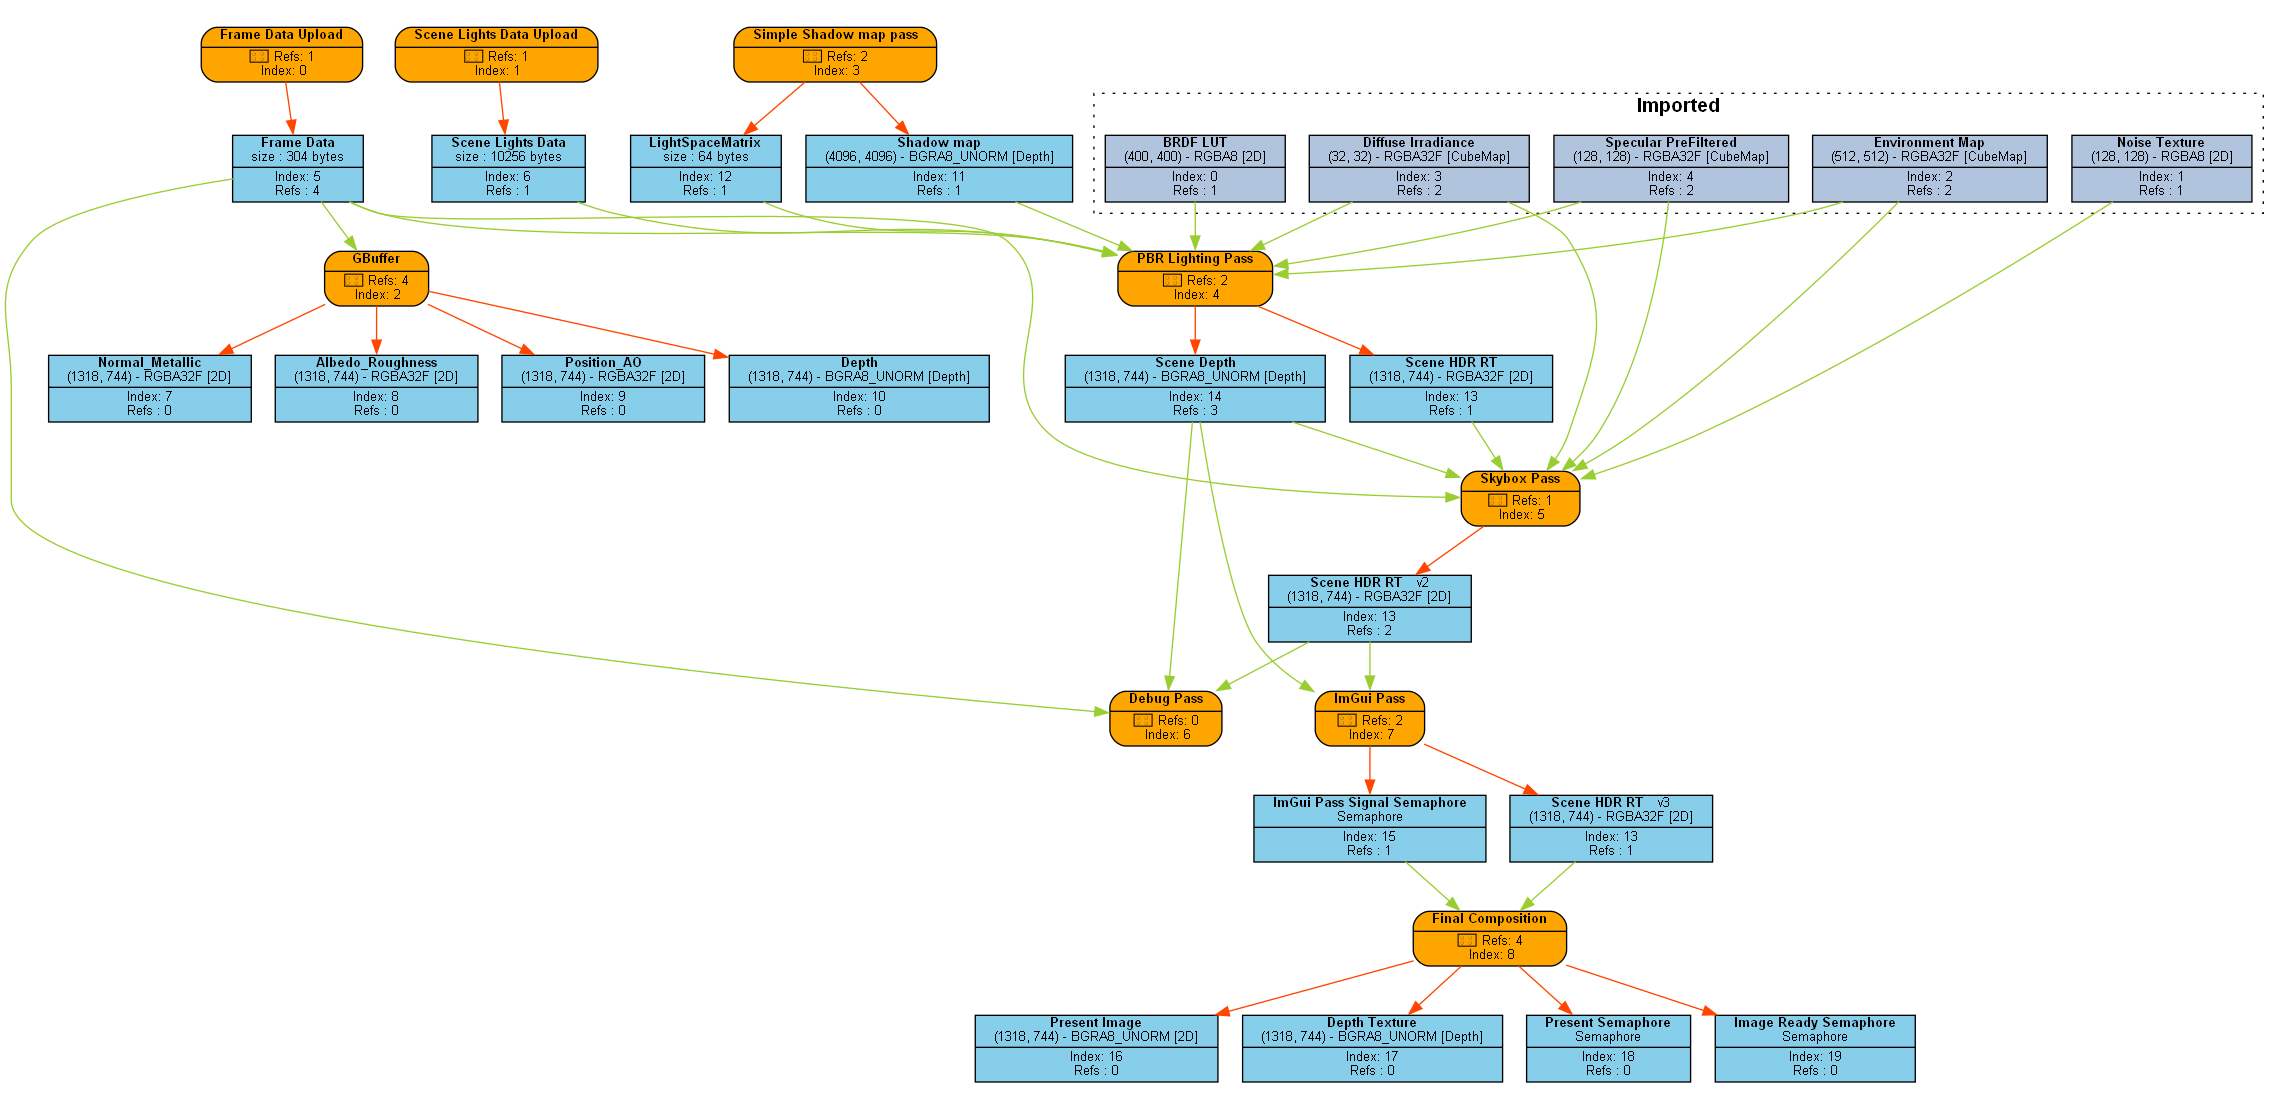 Frame Data Upload
Refs: 1
Index: 0
Scene Lights Data Upload
Refs: 1
Index: 1
Simple Shadow map pass
Refs: 2
Index: 3
Imported
Frame Data
size : 304 bytes
Index: 5
Refs : 4
Scene Lights Data
size : 10256 bytes
Index: 6
Refs : 1
LightSpaceMatrix
size : 64 bytes
Index: 12
Refs : 1
Shadow map
(4096, 4096) - BGRA8_UNORM [Depth]
Index: 11
Refs : 1
BRDF LUT
(400, 400) - RGBA8 [2D]
Index: 0
Refs : 1
Diffuse Irradiance
(32, 32) - RGBA32F [CubeMap]
Index: 3
Refs : 2
Specular PreFiltered
(128, 128) - RGBA32F [CubeMap]
Index: 4
Refs : 2
Environment Map
(512, 512) - RGBA32F [CubeMap]
Index: 2
Refs : 2
Noise Texture
(128, 128) - RGBA8 [2D]
Index: 1
Refs : 1
GBuffer
Refs: 4
Index: 2
PBR Lighting Pass
Refs: 2
Index: 4
Normal_Metallic
(1318, 744) - RGBA32F [2D]
Index: 7
Refs : 0
Albedo_Roughness
(1318, 744) - RGBA32F [2D]
Index: 8
Refs : 0
Position_AO
(1318, 744) - RGBA32F [2D]
Index: 9
Refs : 0
Depth
(1318, 744) - BGRA8_UNORM [Depth]
Index: 10
Refs : 0
Scene Depth
(1318, 744) - BGRA8_UNORM [Depth]
Index: 14
Refs : 3
Scene HDR RT
(1318, 744) - RGBA32F [2D]
Index: 13
Refs : 1
Skybox Pass
Refs: 1
Index: 5
Scene HDR RT v2
(1318, 744) - RGBA32F [2D]
Index: 13
Refs : 2
Debug Pass
Refs: 0
Index: 6
ImGui Pass
Refs: 2
Index: 7
ImGui Pass Signal Semaphore
Semaphore
Index: 15
Refs : 1
Scene HDR RT v3
(1318, 744) - RGBA32F [2D]
Index: 13
Refs : 1
Final Composition
Refs: 4
Index: 8
Present Image
(1318, 744) - BGRA8_UNORM [2D]
Index: 16
Refs : 0
Depth Texture
(1318, 744) - BGRA8_UNORM [Depth]
Index: 17
Refs : 0
Present Semaphore
Semaphore
Index: 18
Refs : 0
Image Ready Semaphore
Semaphore
Index: 19
Refs : 0